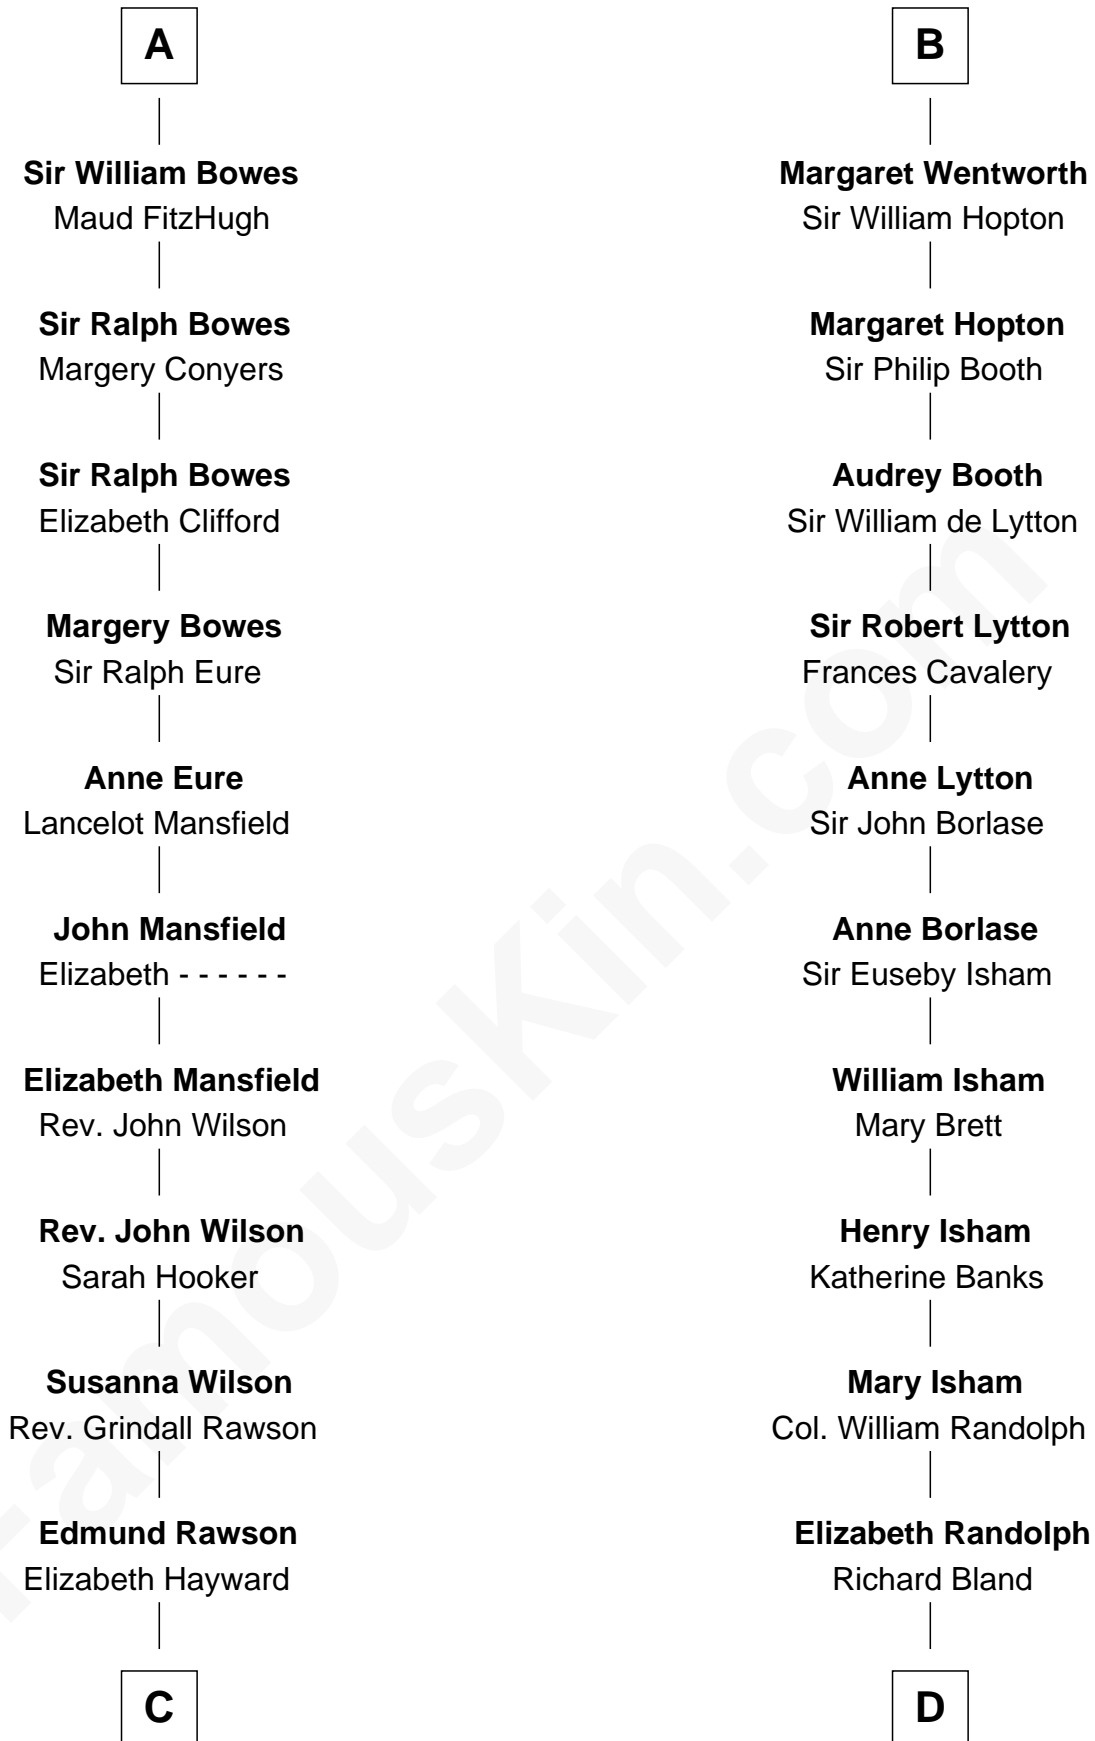 A
Sir William Bowes
Maud FitzHugh
Sir Ralph Bowes
Margery Conyers
Sir Ralph Bowes
Elizabeth Clifford
Margery Bowes
Sir Ralph Eure
Anne Eure
Lancelot Mansfield
John Mansfield
Elizabeth - - - - - -
Elizabeth Mansfield
Rev. John Wilson
Rev. John Wilson
Sarah Hooker
Susanna Wilson
Rev. Grindall Rawson
Edmund Rawson
Elizabeth Hayward
C
B
Margaret Wentworth
Sir William Hopton
Margaret Hopton
Sir Philip Booth
Audrey Booth
Sir William de Lytton
Sir Robert Lytton
Frances Cavalery
Anne Lytton
Sir John Borlase
Anne Borlase
Sir Euseby Isham
William Isham
Mary Brett
Henry Isham
Katherine Banks
Mary Isham
Col. William Randolph
Elizabeth Randolph
Richard Bland
D
FamousKin.com